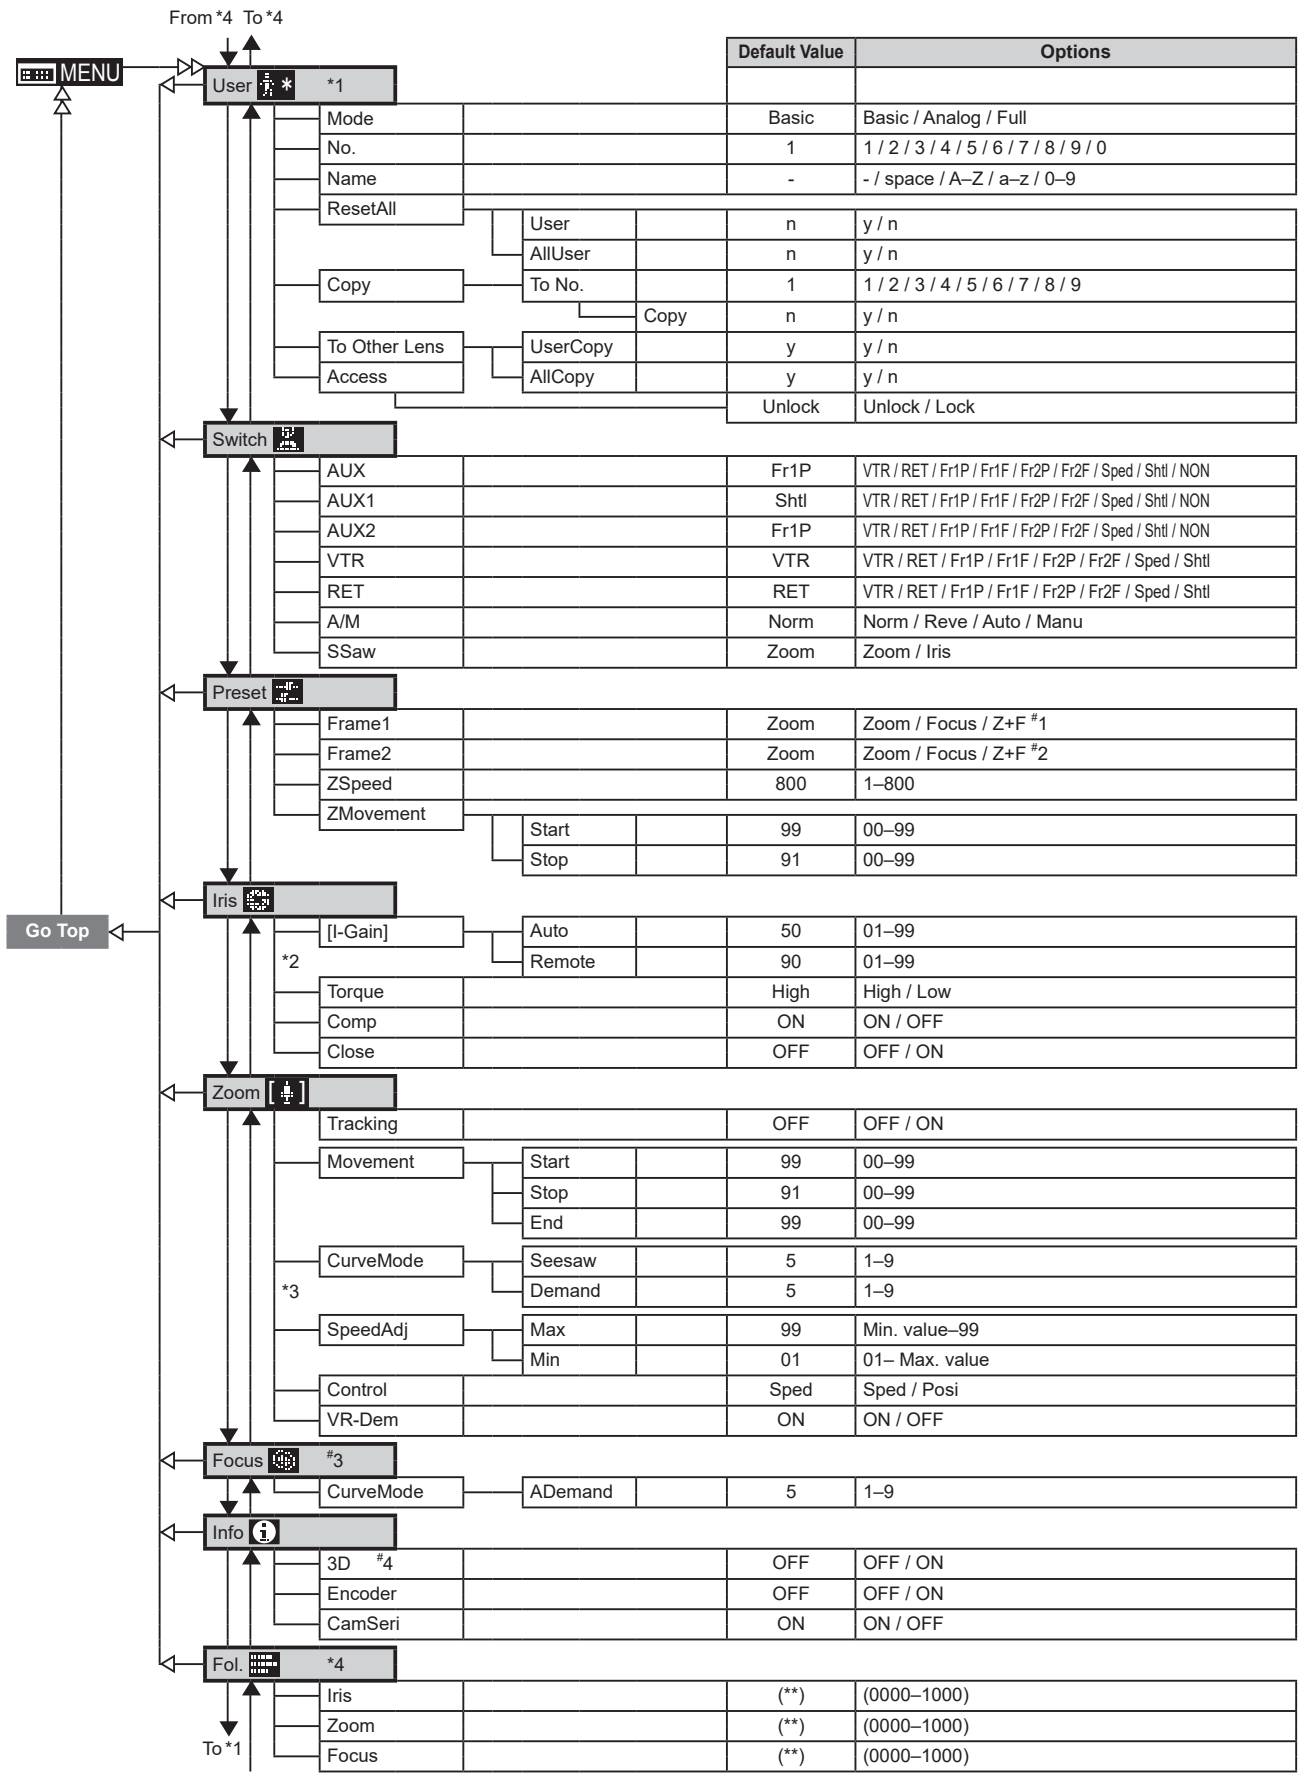 From *4 To *4
Default Value Options
MENU
User *1
Mode Basic Basic / Analog / Full
No. 1 1 / 2 / 3 / 4 / 5 / 6 / 7 / 8 / 9 / 0
Name - - / space / A–Z / a–z / 0–9
ResetAll
User n y / n
AllUser n y / n
Copy To No. 1 1 / 2 / 3 / 4 / 5 / 6 / 7 / 8 / 9
Copy n y / n
To Other Lens UserCopy y y / n
Access AllCopy y y / n
Unlock Unlock / Lock
Switch
AUX Fr1P VTR / RET / Fr1P / Fr1F / Fr2P / Fr2F / Sped / Shtl / NON
AUX1 Shtl VTR / RET / Fr1P / Fr1F / Fr2P / Fr2F / Sped / Shtl / NON
AUX2 Fr1P VTR / RET / Fr1P / Fr1F / Fr2P / Fr2F / Sped / Shtl / NON
VTR VTR VTR / RET / Fr1P / Fr1F / Fr2P / Fr2F / Sped / Shtl
RET RET VTR / RET / Fr1P / Fr1F / Fr2P / Fr2F / Sped / Shtl
A/M Norm Norm / Reve / Auto / Manu
SSaw Zoom Zoom / Iris
Preset
Frame1 Zoom Zoom / Focus / Z+F #1
Frame2 Zoom Zoom / Focus / Z+F #2
ZSpeed 800 1–800
ZMovement
Start 99 00–99
Stop 91 00–99
Iris
Go Top
[I-Gain] Auto 50 01–99
*2 Remote 90 01–99
Torque High High / Low
Comp ON ON / OFF
Close OFF OFF / ON
Zoom
Tracking OFF OFF / ON
Movement Start 99 00–99
Stop 91 00–99
End 99 00–99
CurveMode Seesaw 5 1–9
*3 Demand 5 1–9
SpeedAdj Max 99 Min. value–99
Min 01 01– Max. value
Control Sped Sped / Posi
VR-Dem ON ON / OFF
Focus #3
CurveMode ADemand 5 1–9
Info
3D #4 OFF OFF / ON
Encoder OFF OFF / ON
CamSeri ON ON / OFF
Fol. *4
Iris (**) (0000–1000)
Zoom (**) (0000–1000)
To *1
Focus (**) (0000–1000)